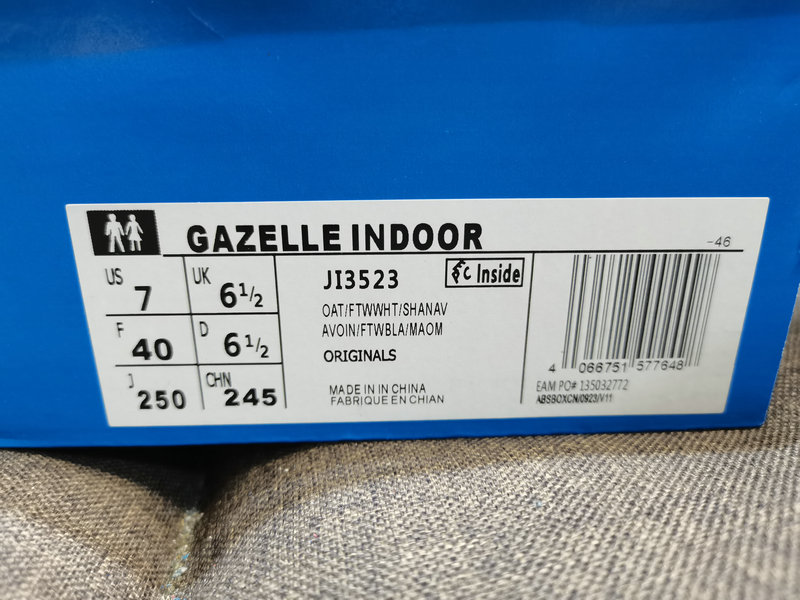 GAZELLE INDOOR
-46
US 7
UK 6 1/2
F 40
D 6 1/2
J 250
CHN 245
JI3523
Inside
OAT/FTWWHT/SHANAV
AVOIN/FTWBLA/MAOM
ORIGINALS
MADE IN IN CHINA
FABRIQUE EN CHIAN
4 066751 577648
EAM PO# 135032772
ABSBOXCN/0923/V11